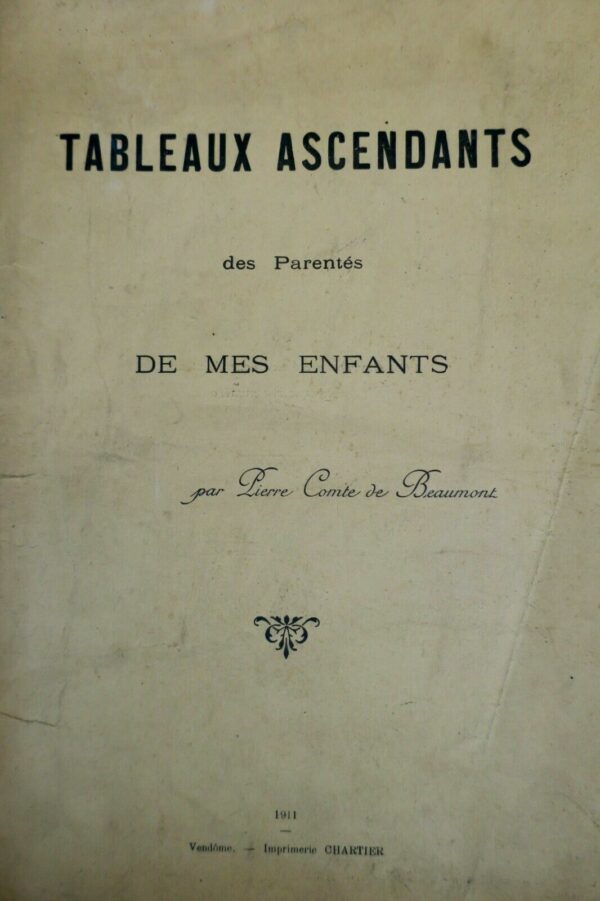 TABLEAUX ASCENDANTS
des Parentés
DE MES ENFANTS
par Pierre Comte de Beaumont
1911
Vendôme. — Imprimerie CHARTIER